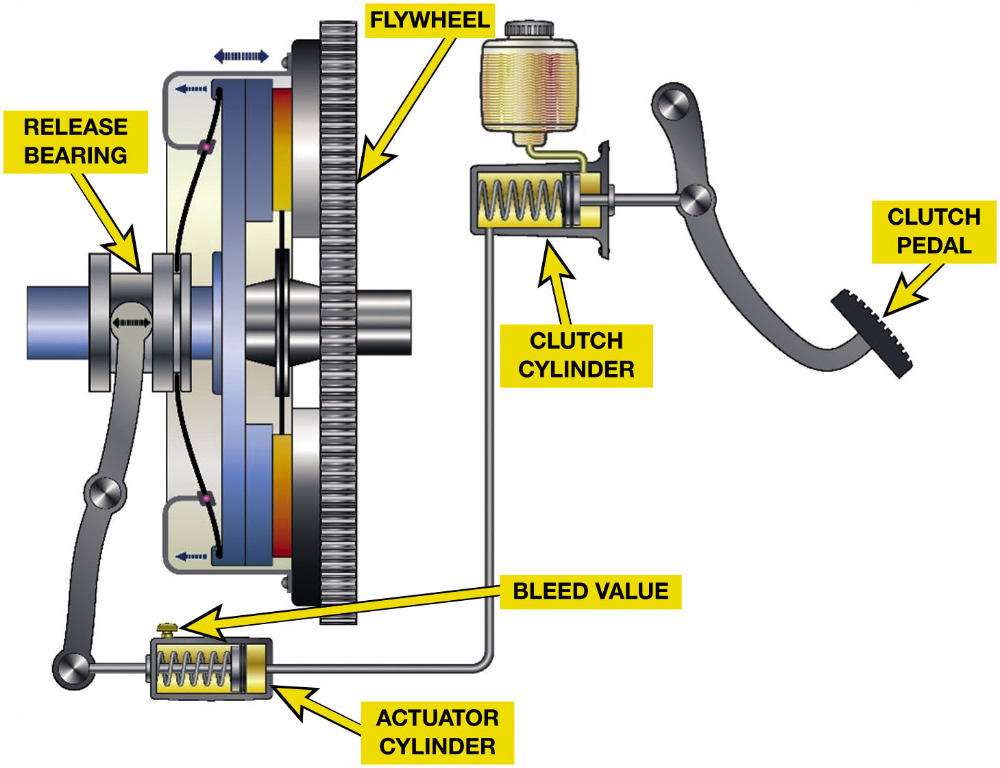 FLYWHEEL
RELEASE
BEARING
CLUTCH
PEDAL
CLUTCH
CYLINDER
BLEED VALUE
ACTUATOR
CYLINDER